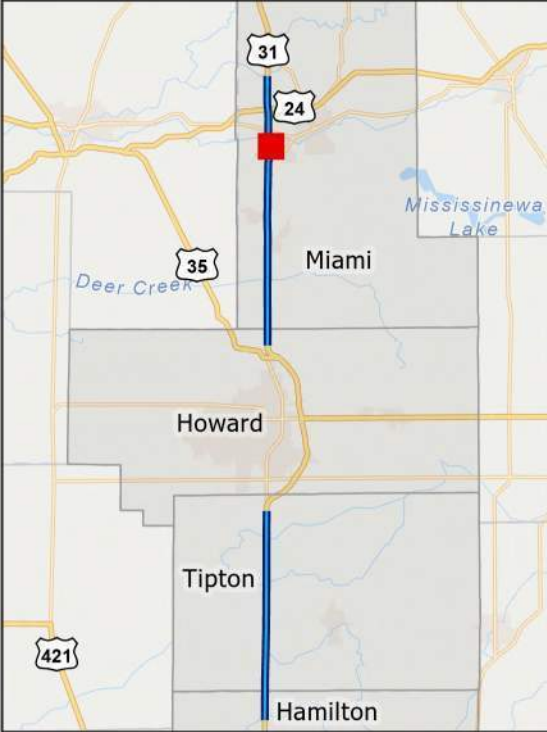 31
24
Mississinewa
Lake
Miami
35
Deer Creek
Howard
Tipton
421
Hamilton